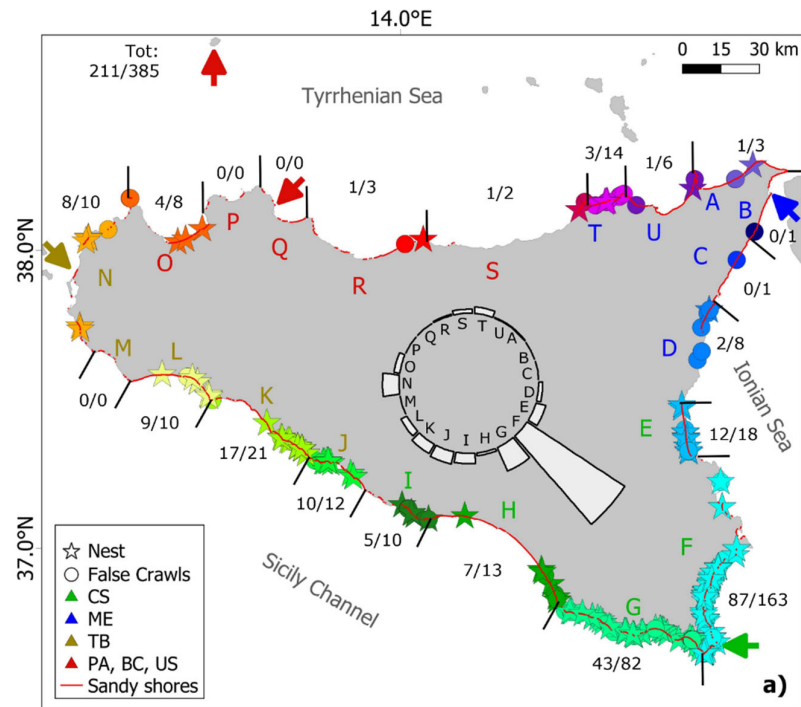 14.0°E
Tot:
211/385
0 15 30 km
Tyrrhenian Sea
0/0
0/0
1/3
1/2
3/14
1/6
1/3
8/10
4/8
P
Q
R
S
T
U
A
B
0/1
C
38.0°N
N
O
0/1
D
2/8
Ionian Sea
M
L
0/0
9/10
K
17/21
J
10/12
I
5/10
H
7/13
E
12/18
F
87/163
G
43/82
A
B
C
D
E
F
G
H
I
J
K
L
M
N
O
P
Q
R
S
T
U
37.0°N
Sicily Channel
Nest
False Crawls
CS
ME
TB
PA, BC, US
Sandy shores
a)